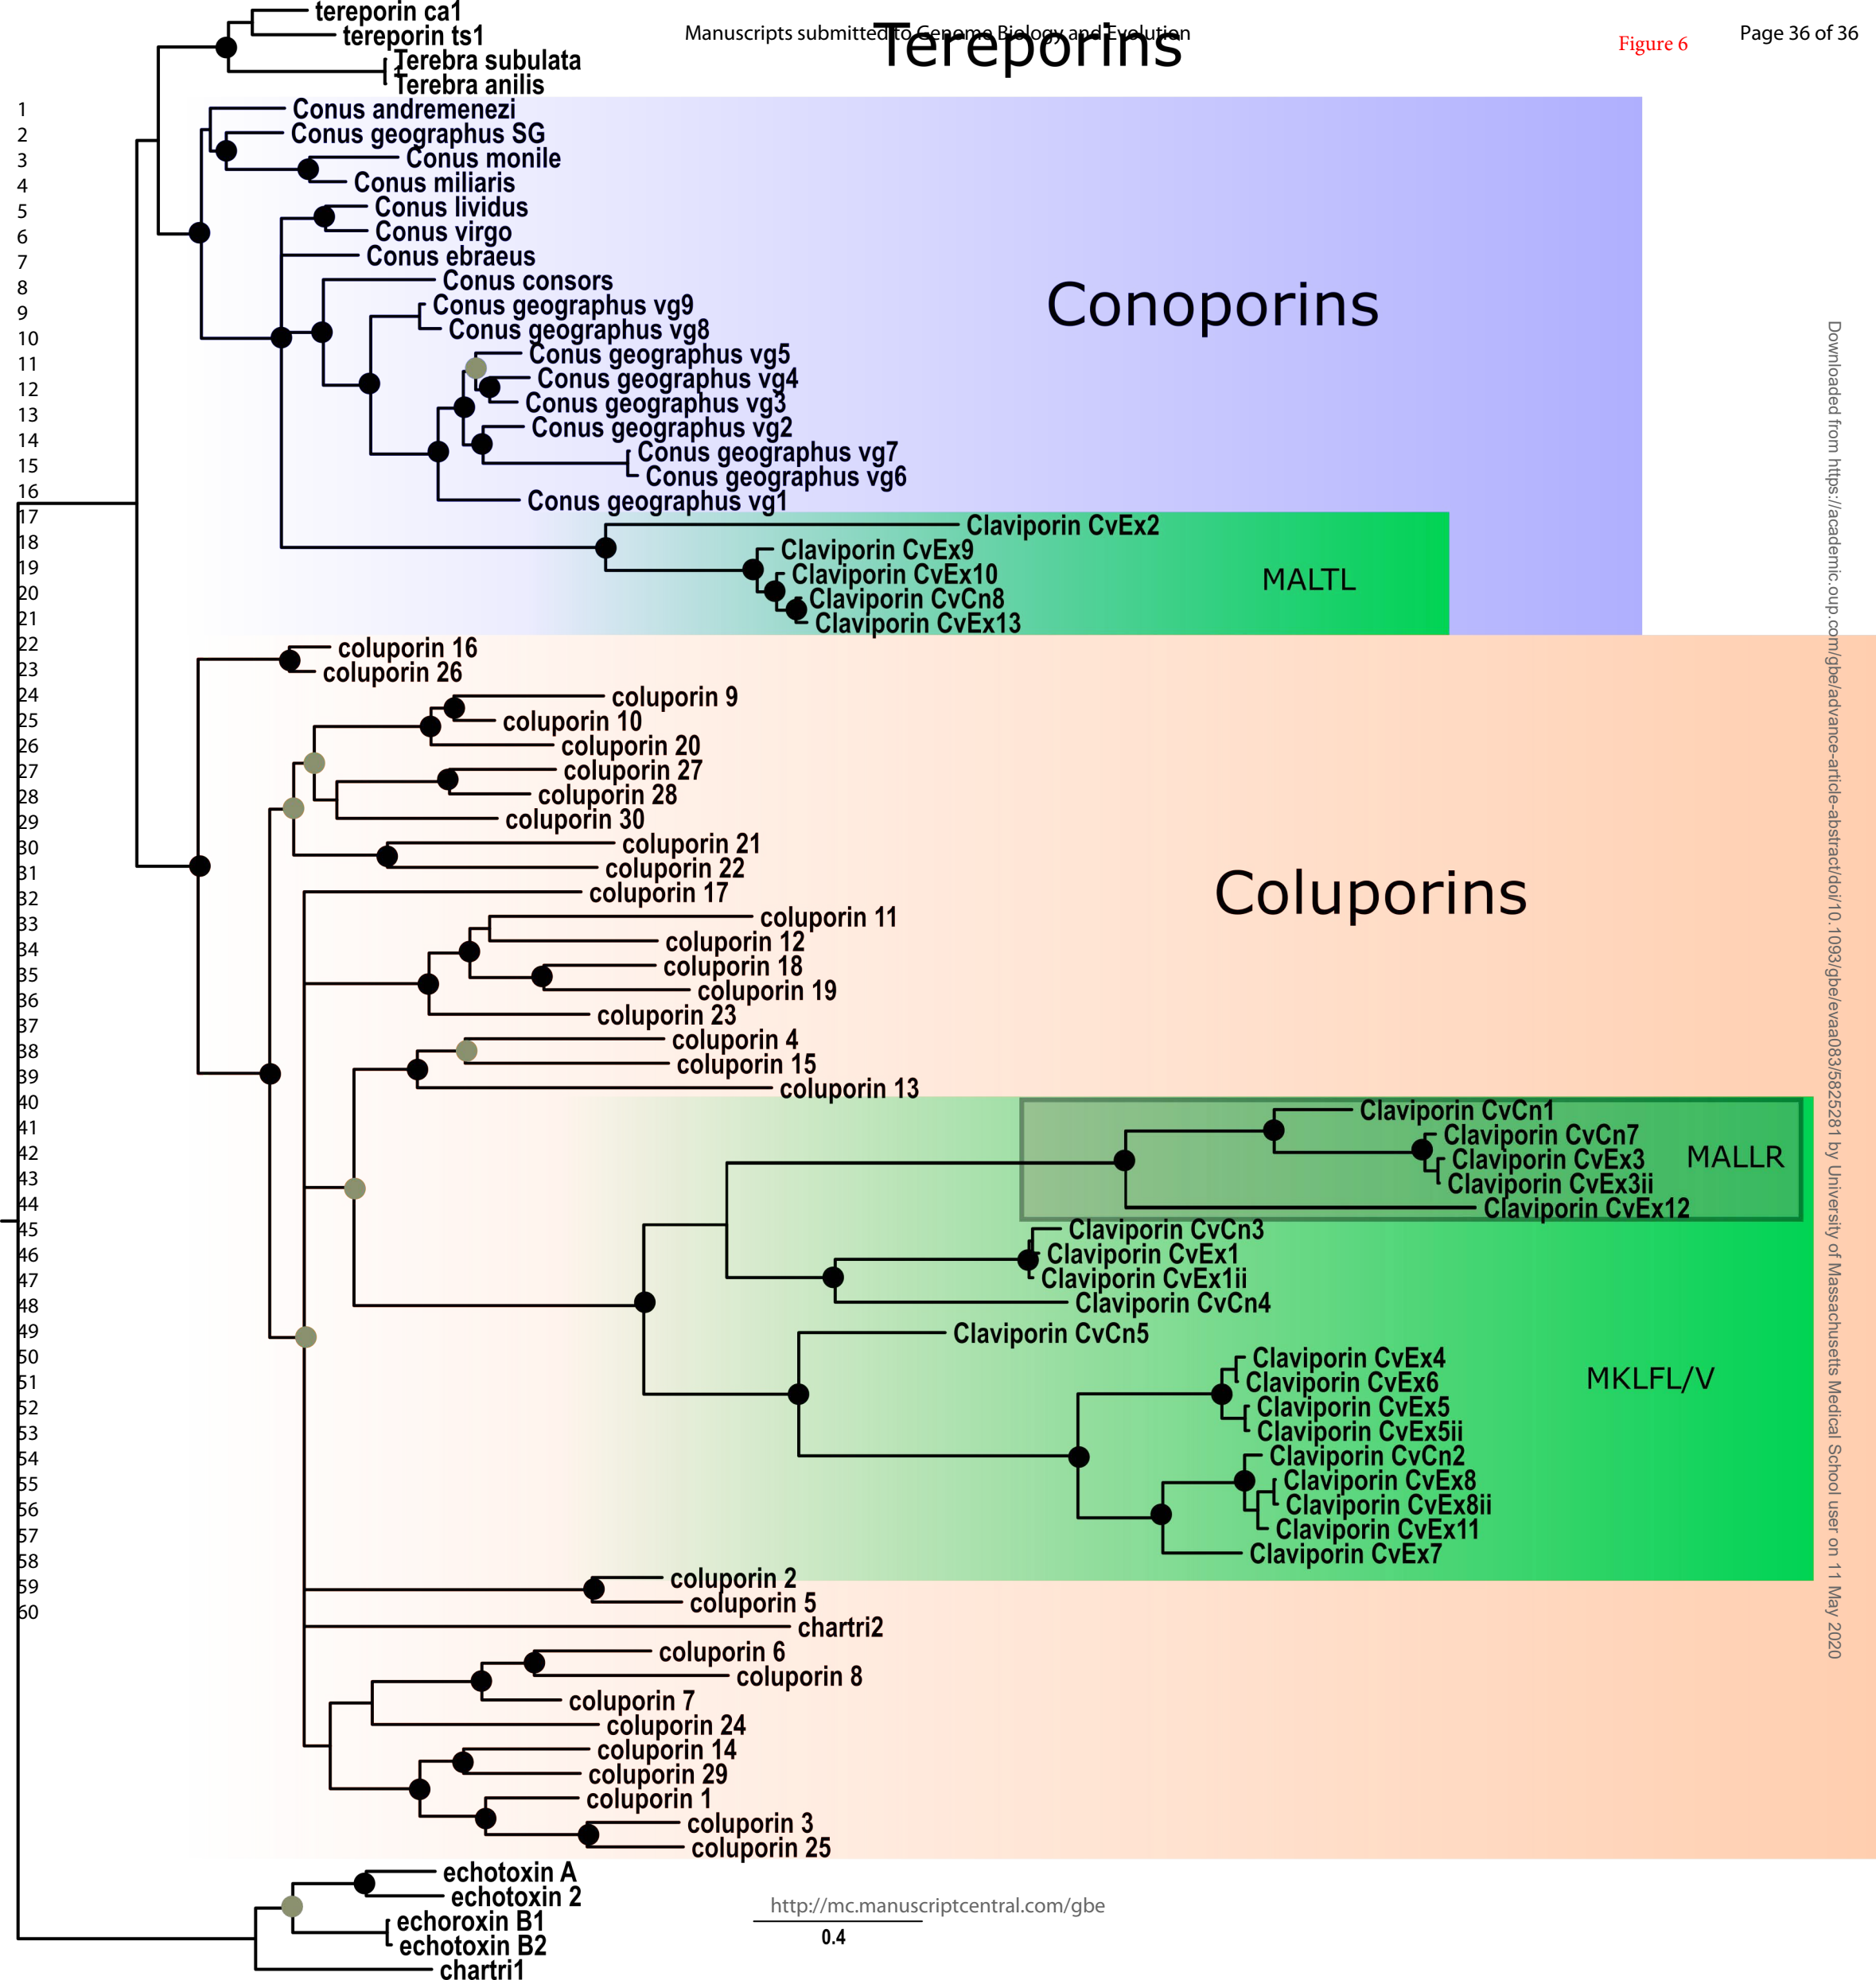 Manuscripts submitted to Genome Biology and Evolution
Page 36 of 36
Figure 6
Tereporins
tereporin ca1
tereporin ts1
Terebra subulata
1
Terebra anilis
1
2
3
4
5
6
7
8
9
10
11
12
13
14
15
16
17
18
19
20
21
22
23
24
25
26
27
28
29
30
31
32
33
34
35
36
37
38
39
40
41
42
43
44
45
46
47
48
49
50
51
52
53
54
55
56
57
58
59
60
Conus andremenezi
Conus geographus SG
Conus monile
Conus miliaris
Conus lividus
Conus virgo
Conus ebraeus
Conus consors
Conoporins
Conus geographus vg9
Conus geographus vg8
Conus geographus vg5
Conus geographus vg4
Conus geographus vg3
Conus geographus vg2
Conus geographus vg7
Conus geographus vg6
Conus geographus vg1
Claviporin CvEx2
Claviporin CvEx9
Claviporin CvEx10
MALTL
Claviporin CvCn8
Claviporin CvEx13
coluporin 16
coluporin 26
coluporin 9
coluporin 10
coluporin 20
coluporin 27
coluporin 28
coluporin 30
coluporin 21
coluporin 22
coluporin 17
Coluporins
coluporin 11
coluporin 12
coluporin 18
coluporin 19
coluporin 23
coluporin 4
coluporin 15
coluporin 13
Claviporin CvCn1
Claviporin CvCn7
Claviporin CvEx3
MALLR
Claviporin CvEx3ii
Claviporin CvEx12
Claviporin CvCn3
Claviporin CvEx1
Claviporin CvEx1ii
Claviporin CvCn4
Claviporin CvCn5
Claviporin CvEx4
Claviporin CvEx6
MKLFL/V
Claviporin CvEx5
Claviporin CvEx5ii
Claviporin CvCn2
Claviporin CvEx8
Claviporin CvEx8ii
Claviporin CvEx11
Claviporin CvEx7
coluporin 2
coluporin 5
chartri2
coluporin 6
coluporin 8
coluporin 7
coluporin 24
coluporin 14
coluporin 29
coluporin 1
coluporin 3
coluporin 25
echotoxin A
echotoxin 2
echoroxin B1
echotoxin B2
chartri1
http://mc.manuscriptcentral.com/gbe
0.4
Downloaded from https://academic.oup.com/gbe/advance-article-abstract/doi/10.1093/gbe/evaa083/5825281 by University of Massachusetts Medical School user on 11 May 2020